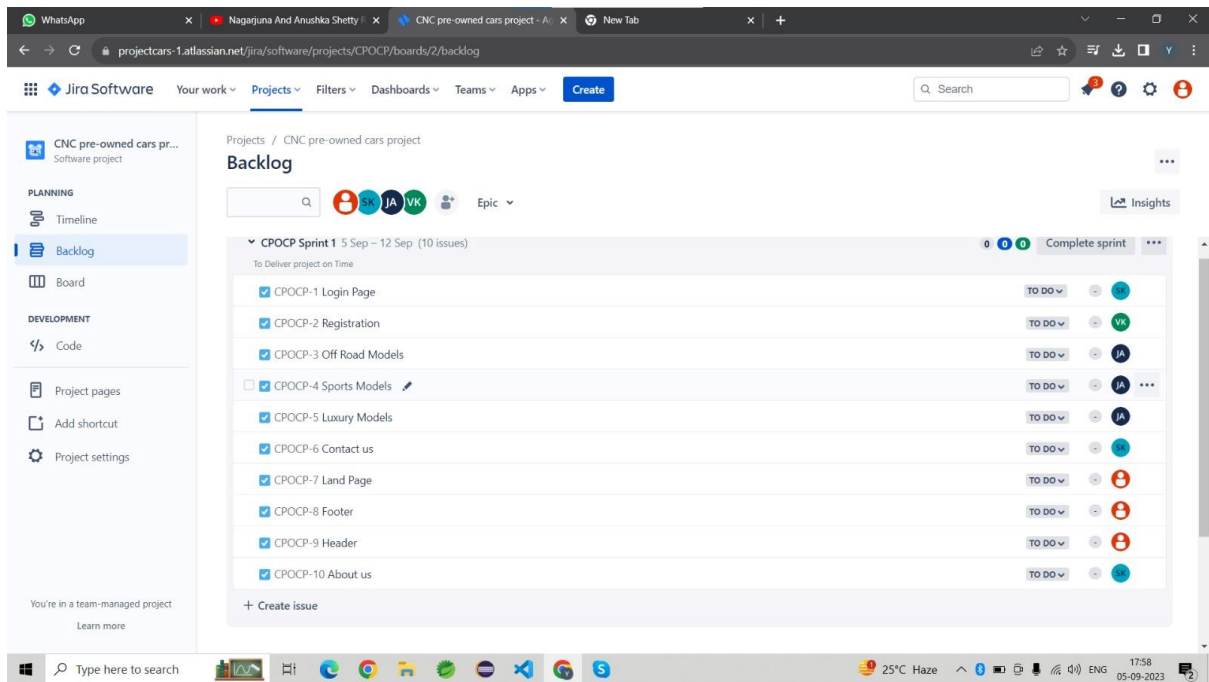 WhatsApp
Nagarjuna And Anushka Shetty R
CNC pre-owned cars project - Ag
New Tab
projectcars-1.atlassian.net/jira/software/projects/CPOCP/boards/2/backlog
Y
Jira Software Your work Projects Filters Dashboards Teams Apps Create
Search
3
CNC pre-owned cars pr...
Software project
PLANNING
Timeline
Backlog
Board
DEVELOPMENT
Code
Project pages
Add shortcut
Project settings
You're in a team-managed project
Learn more
Projects / CNC pre-owned cars project
Backlog
SK JA VK Epic
Insights
CPOCP Sprint 1 5 Sep – 12 Sep (10 issues) 0 0 0 Complete sprint
To Deliver project on Time
CPOCP-1 Login Page TO DO - SK
CPOCP-2 Registration TO DO - VK
CPOCP-3 Off Road Models TO DO - JA
CPOCP-4 Sports Models TO DO - JA
CPOCP-5 Luxury Models TO DO - JA
CPOCP-6 Contact us TO DO - SK
CPOCP-7 Land Page TO DO -
CPOCP-8 Footer TO DO -
CPOCP-9 Header TO DO -
CPOCP-10 About us TO DO - SK
+ Create issue
Type here to search
25°C Haze
ENG
17:58
05-09-2023
2